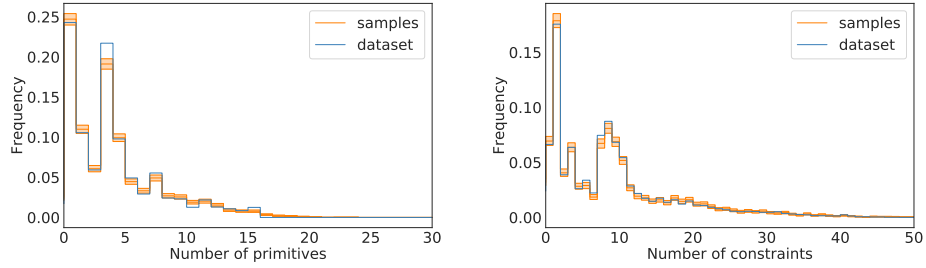 0.25
0.20
0.15
0.10
0.05
0.00
Frequency
samples
dataset
0 5 10 15 20 25 30
Number of primitives
0.15
0.10
0.05
0.00
Frequency
samples
dataset
0 10 20 30 40 50
Number of constraints